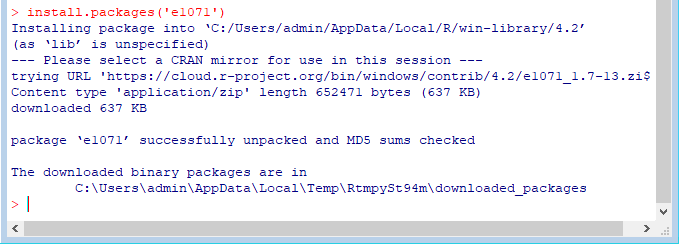 > install.packages('e1071')
Installing package into ‘C:/Users/admin/AppData/Local/R/win-library/4.2’
(as ‘lib’ is unspecified)
--- Please select a CRAN mirror for use in this session ---
trying URL 'https://cloud.r-project.org/bin/windows/contrib/4.2/e1071_1.7-13.zi$
Content type 'application/zip' length 652471 bytes (637 KB)
downloaded 637 KB
package ‘e1071’ successfully unpacked and MD5 sums checked
The downloaded binary packages are in
C:\Users\admin\AppData\Local\Temp\RtmpySt94m\downloaded_packages
>